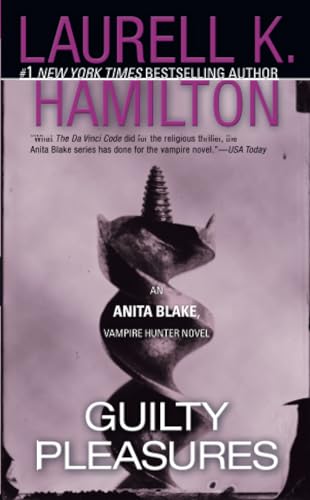 LAURELL K.
#1 NEW YORK TIMES BESTSELLING AUTHOR
HAMILTON
"What The Da Vinci Code did for the religious thriller, the
Anita Blake series has done for the vampire novel."—USA Today
AN
ANITA BLAKE,
VAMPIRE HUNTER NOVEL
GUILTY
PLEASURES